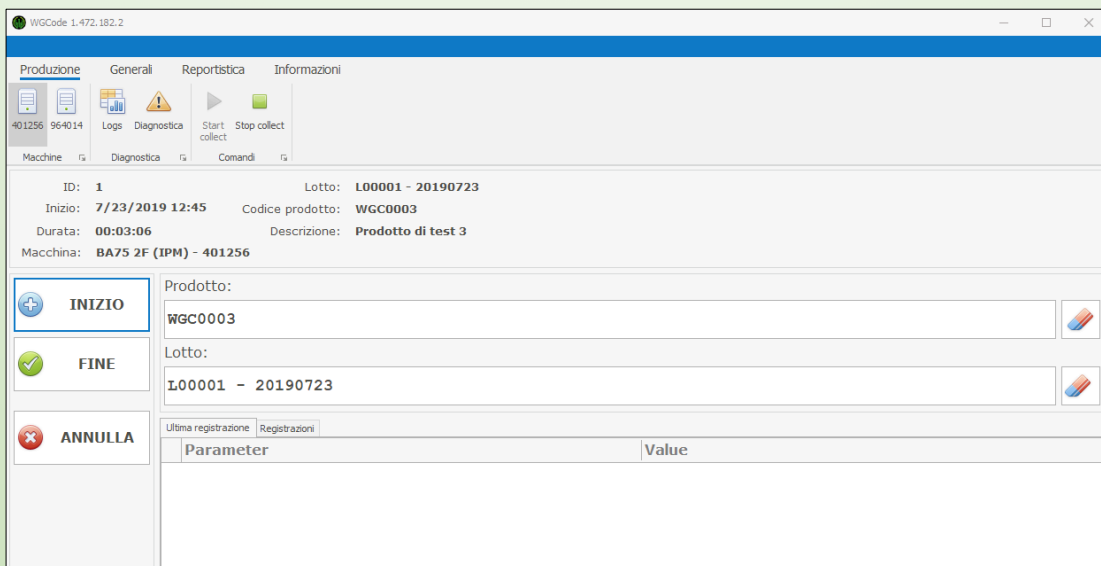 WGCode 1.472.182.2
Produzione Generali Reportistica Informazioni
401256 964014 Logs Diagnostica Start collect Stop collect
Macchine Diagnostica Comandi
ID: 1 Lotto: L00001 - 20190723
Inizio: 7/23/2019 12:45 Codice prodotto: WGC0003
Durata: 00:03:06 Descrizione: Prodotto di test 3
Macchina: BA75 2F (IPM) - 401256
INIZIO
FINE
ANNULLA
Prodotto:
WGC0003
Lotto:
L00001 - 20190723
Ultima registrazione Registrazioni
Parameter Value